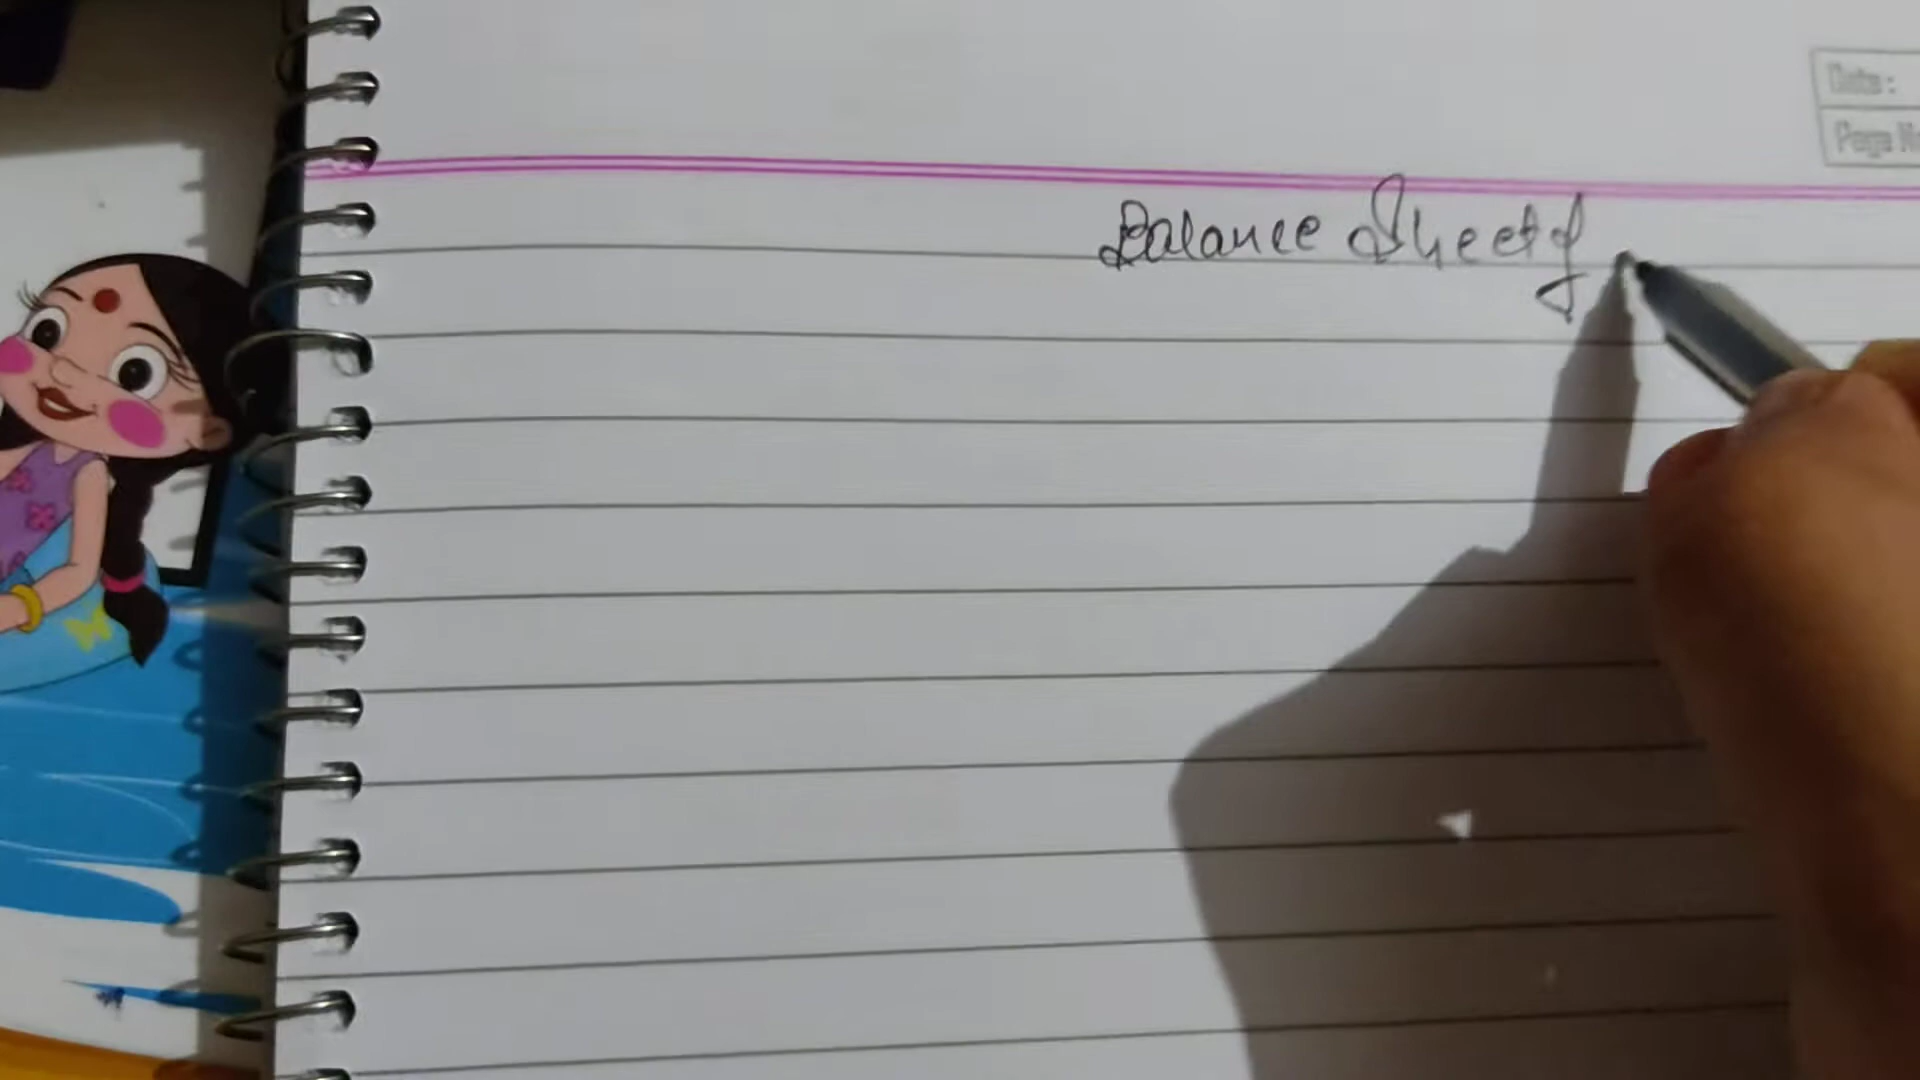 Date :
Page No
Balance Sheet of